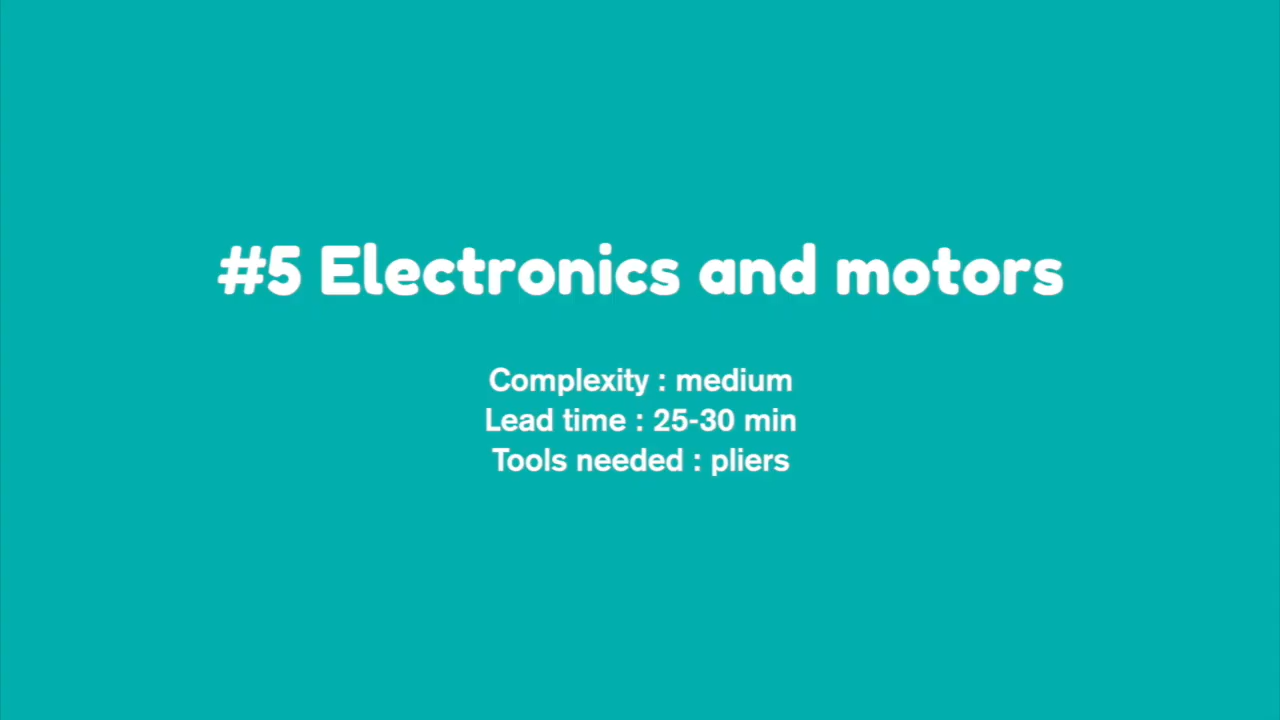 #5 Electronics and motors
Complexity : medium
Lead time : 25-30 min
Tools needed : pliers